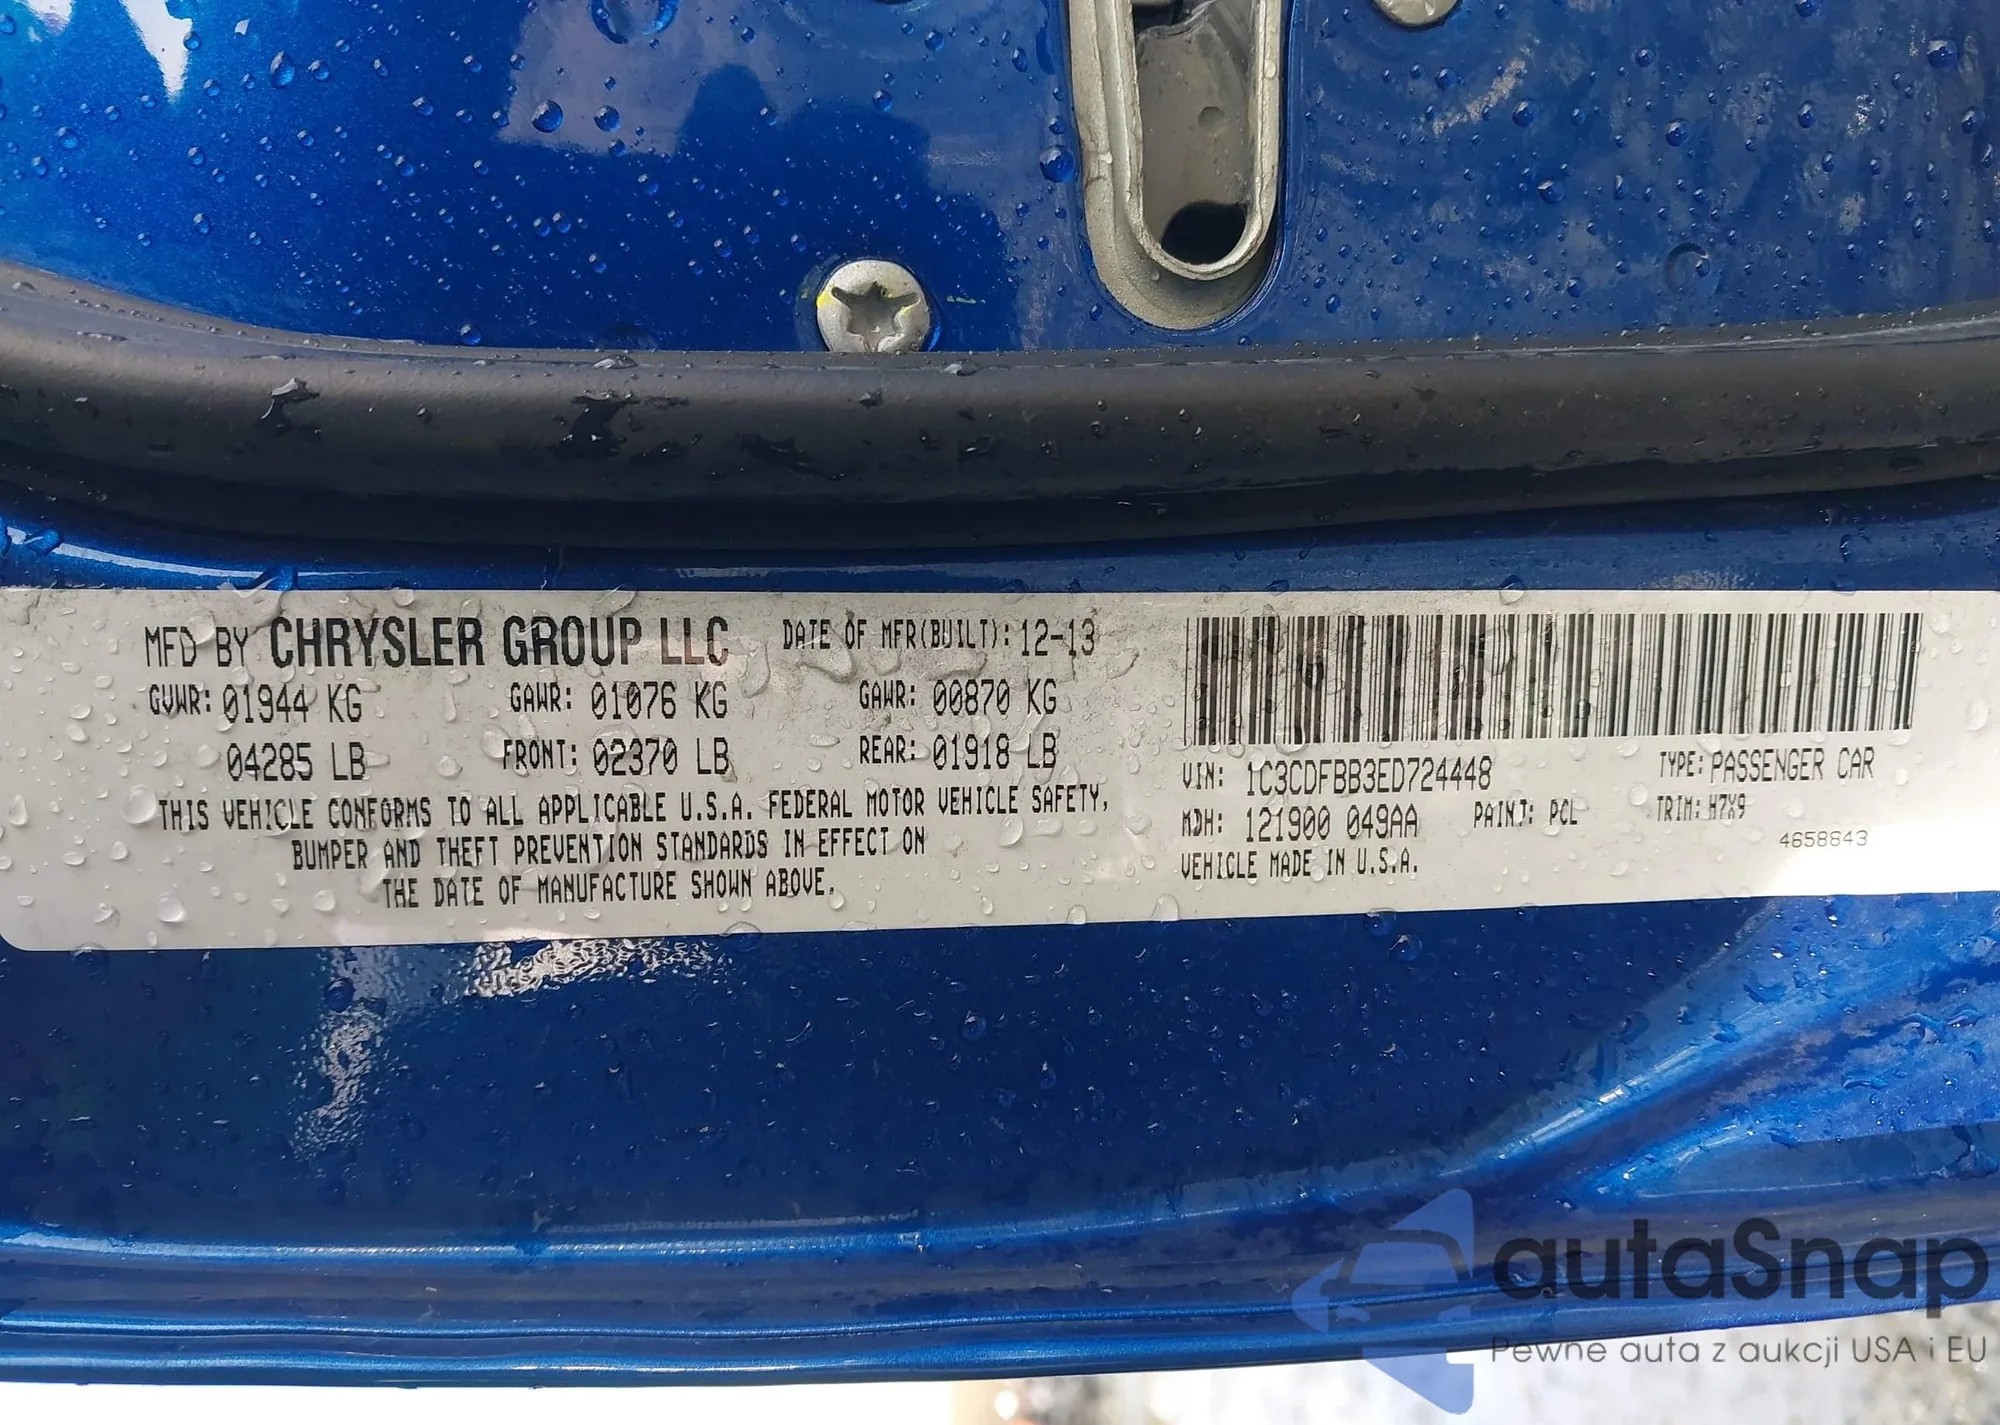 MFD BY CHRYSLER GROUP LLC DATE OF MFR(BUILT): 12-13
GVWR: 01944 KG GAWR: 01076 KG GAWR: 00870 KG
04285 LB FRONT: 02370 LB REAR: 01918 LB
THIS VEHICLE CONFORMS TO ALL APPLICABLE U.S.A. FEDERAL MOTOR VEHICLE SAFETY,
BUMPER AND THEFT PREVENTION STANDARDS IN EFFECT ON
THE DATE OF MANUFACTURE SHOWN ABOVE.
VIN: 1C3CDFBB3ED724448 TYPE: PASSENGER CAR
MDH: 121900 049AA PAINT: PCL TRIM: H7X9
VEHICLE MADE IN U.S.A. 4658843
autaSnap
Pewne auta z aukcji USA i EU